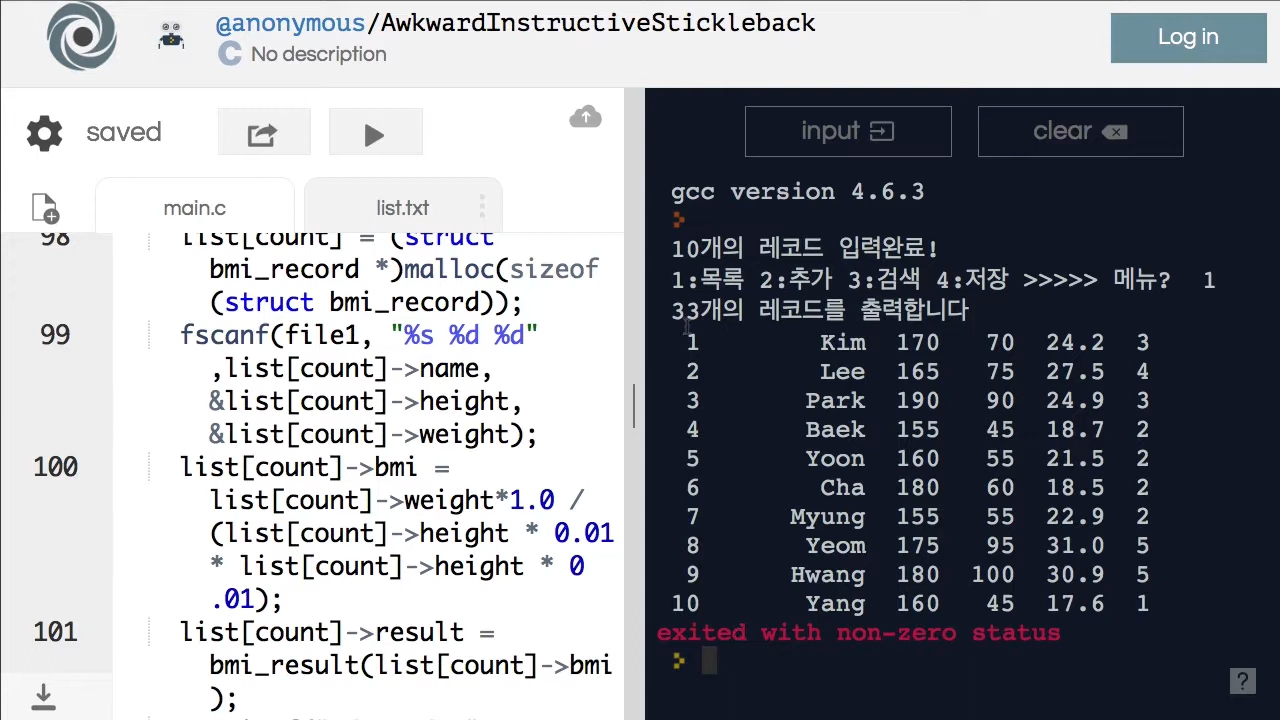 @anonymous/AwkwardInstructiveStickleback
C No description
Log in
saved
input
clear
main.c
list.txt
gcc version 4.6.3
10개의 레코드 입력완료!
1:목록 2:추가 3:검색 4:저장 >>>>> 메뉴? 1
33개의 레코드를 출력합니다
1 Kim 170 70 24.2 3
2 Lee 165 75 27.5 4
3 Park 190 90 24.9 3
4 Baek 155 45 18.7 2
5 Yoon 160 55 21.5 2
6 Cha 180 60 18.5 2
7 Myung 155 55 22.9 2
8 Yeom 175 95 31.0 5
9 Hwang 180 100 30.9 5
10 Yang 160 45 17.6 1
exited with non-zero status
98 list[count] = (struct
bmi_record *)malloc(sizeof
(struct bmi_record));
99 fscanf(file1, "%s %d %d"
,list[count]->name,
&list[count]->height,
&list[count]->weight);
100 list[count]->bmi =
list[count]->weight*1.0 /
(list[count]->height * 0.01
* list[count]->height * 0
.01);
101 list[count]->result =
bmi_result(list[count]->bmi
);
?